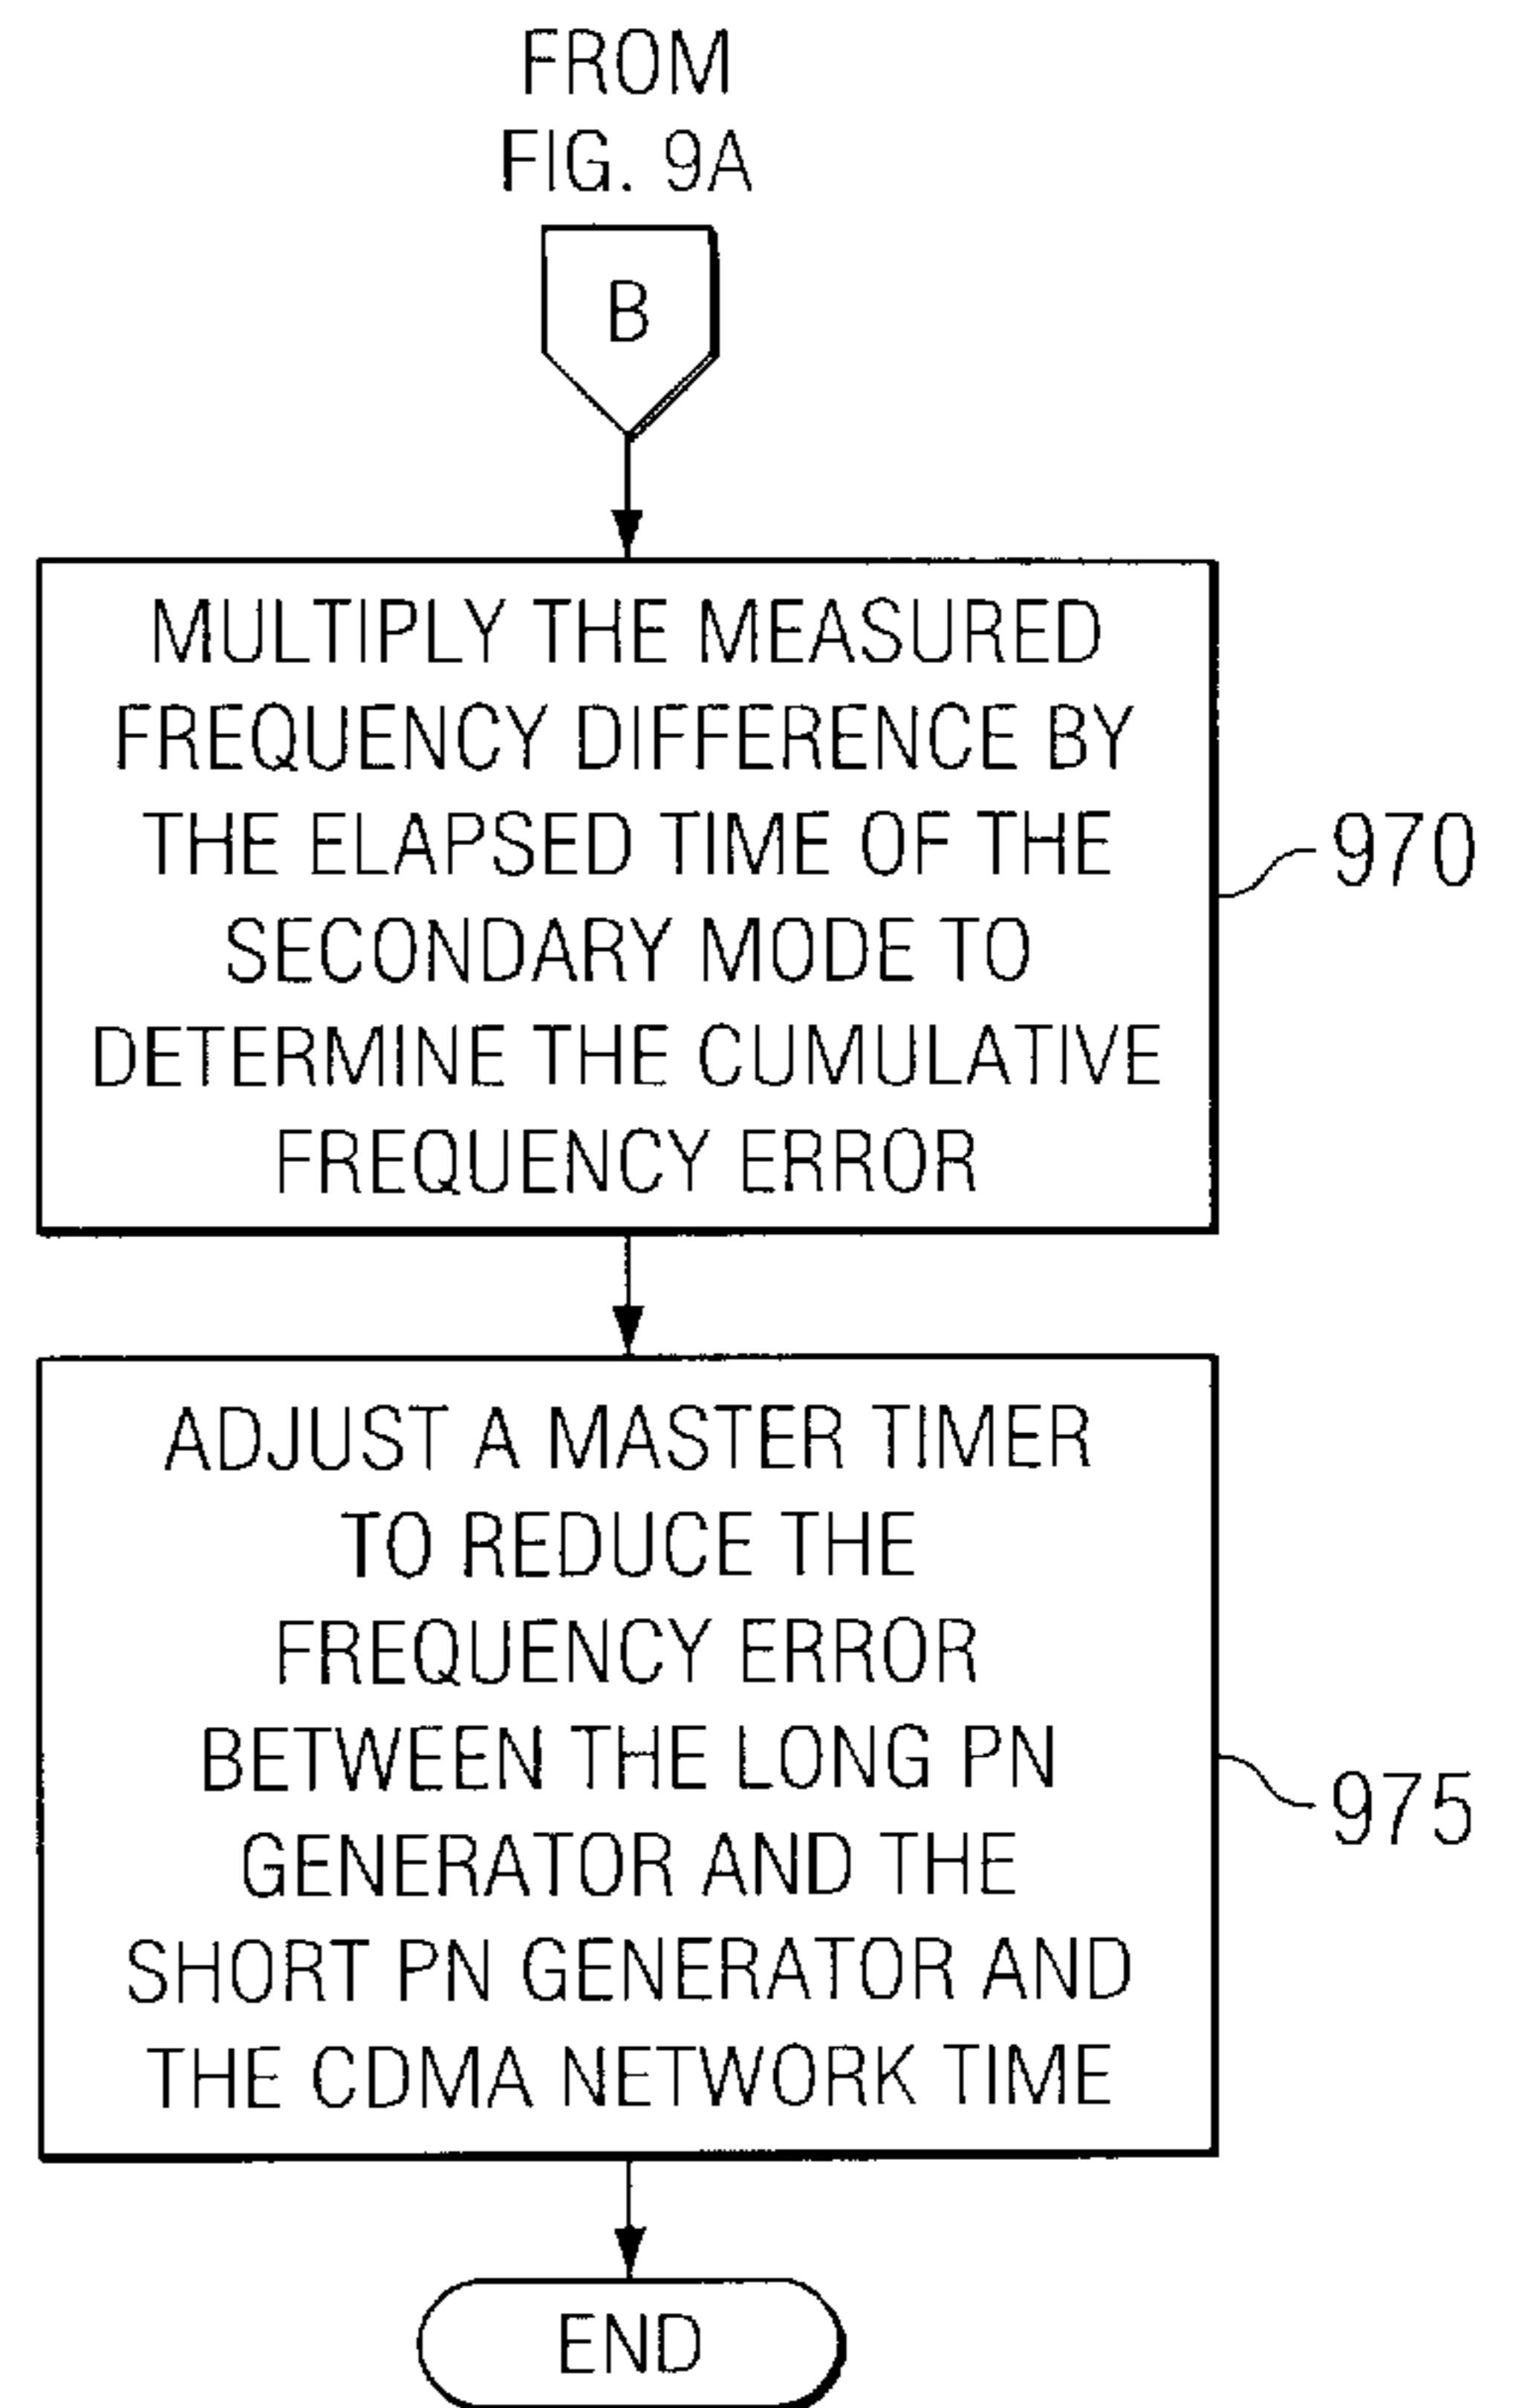 FROM
FIG. 9A
B
MULTIPLY THE MEASURED
FREQUENCY DIFFERENCE BY
THE ELAPSED TIME OF THE
SECONDARY MODE TO
DETERMINE THE CUMULATIVE
FREQUENCY ERROR
970
ADJUST A MASTER TIMER
TO REDUCE THE
FREQUENCY ERROR
BETWEEN THE LONG PN
GENERATOR AND THE
SHORT PN GENERATOR AND
THE CDMA NETWORK TIME
975
END